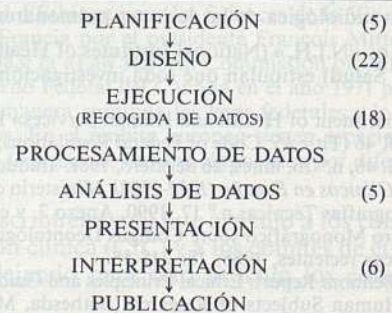 PLANIFICACIÓN (5)
DISEÑO (22)
EJECUCIÓN
(RECOGIDA DE DATOS) (18)
PROCESAMIENTO DE DATOS
ANÁLISIS DE DATOS (5)
PRESENTACIÓN
INTERPRETACIÓN (6)
PUBLICACIÓN